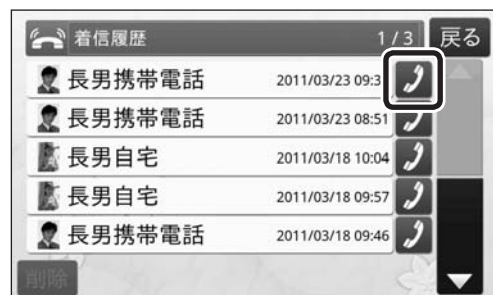 着信履歴 1 / 3 戻る
長男携帯電話 2011/03/23 09:3
長男携帯電話 2011/03/23 08:51
長男自宅 2011/03/18 10:04
長男自宅 2011/03/18 09:57
長男携帯電話 2011/03/18 09:46
削除